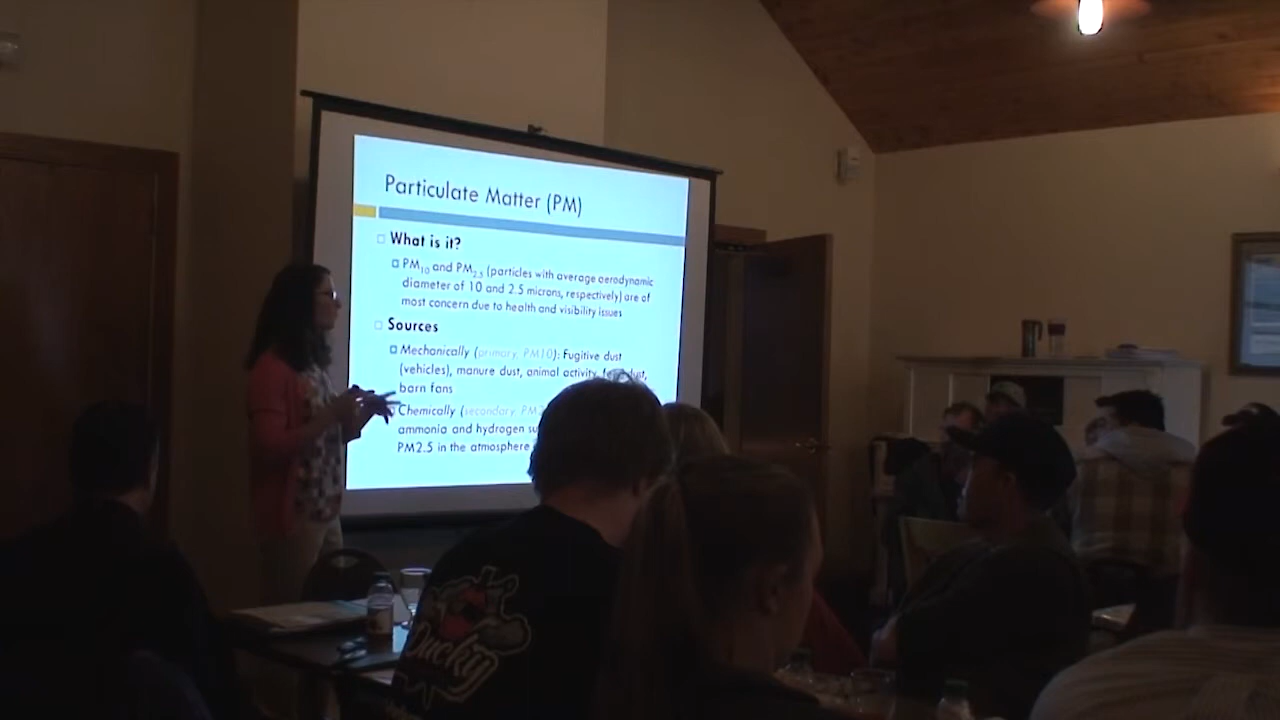 Particulate Matter (PM)
What is it?
PM10 and PM2.5 (particles with average aerodynamic
diameter of 10 and 2.5 microns, respectively) are of
most concern due to health and visibility issues
Sources
Mechanically (primary, PM10): Fugitive dust
(vehicles), manure dust, animal activity,
barn fans
Chemically (secondary, 
ammonia and hydrogen
PM2.5 in the atmosphere
Ducky